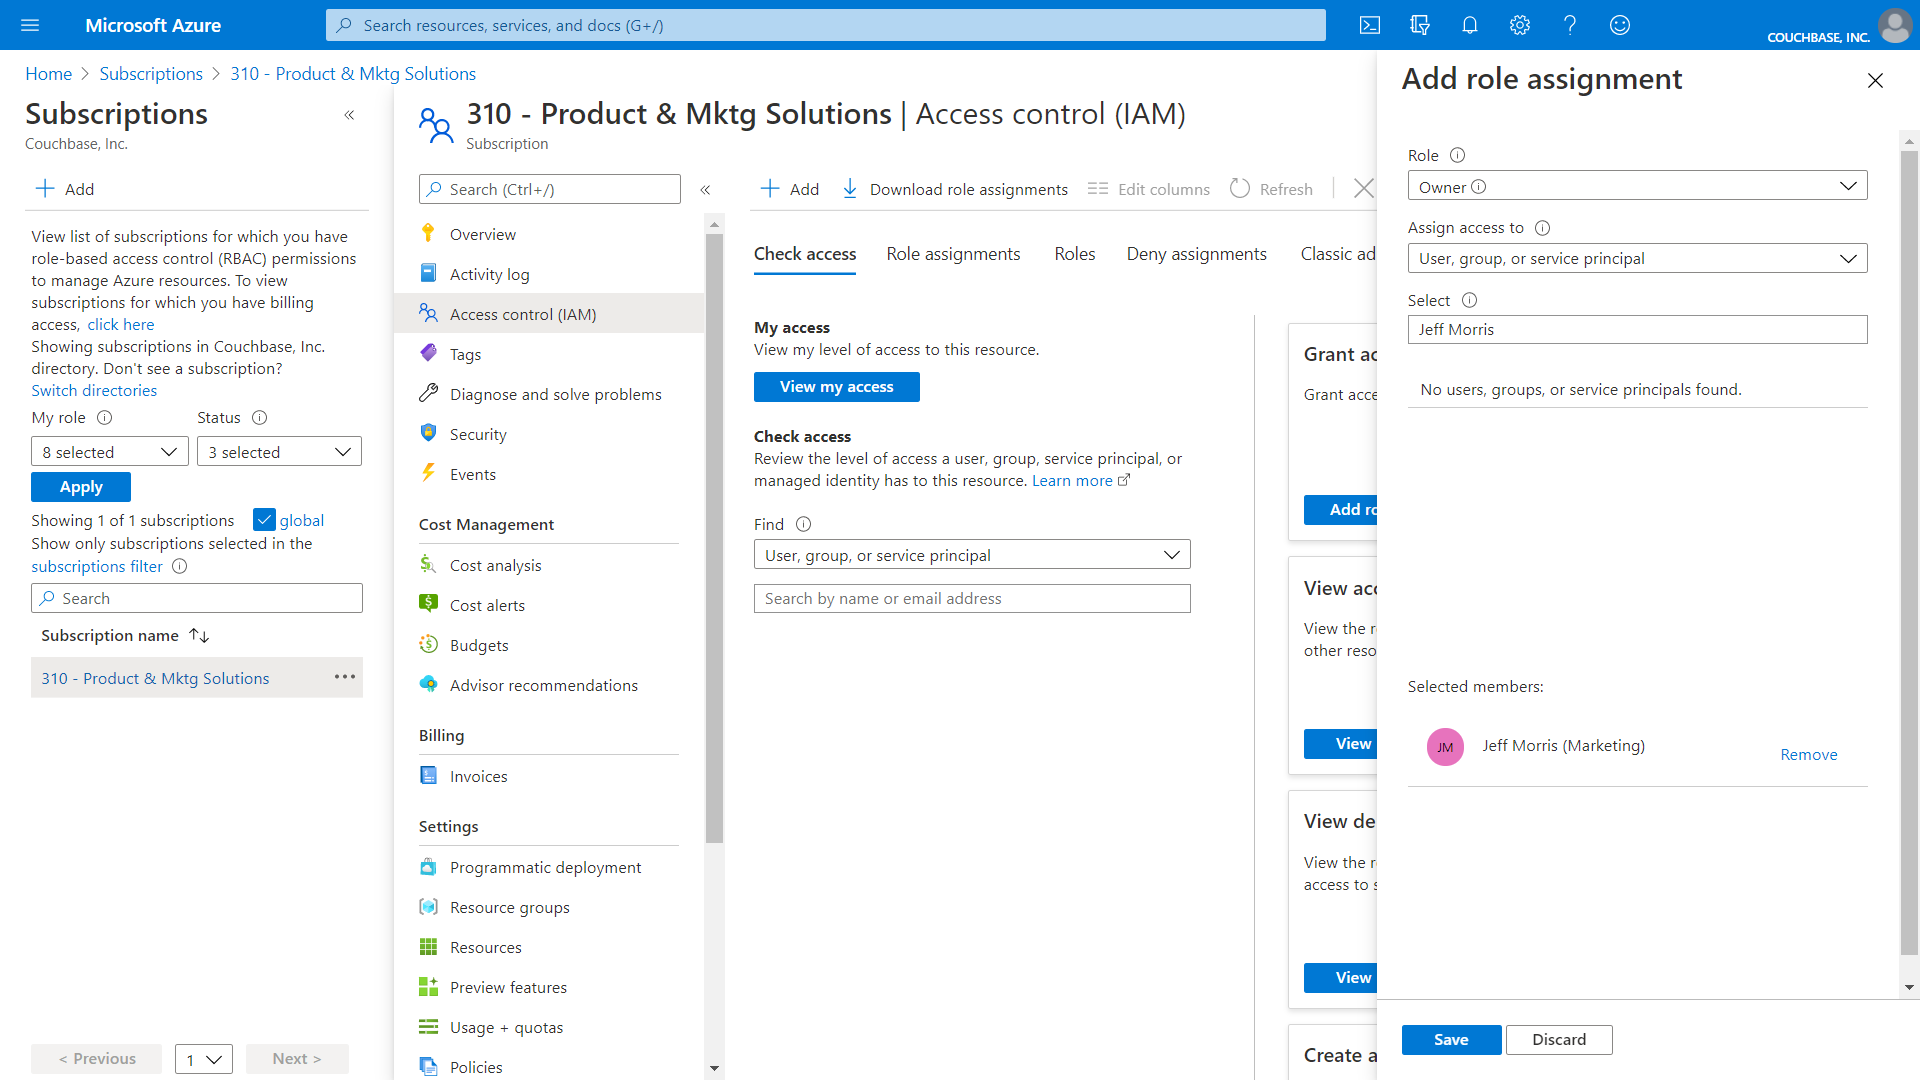 Microsoft Azure
Search resources, services, and docs (G+/)
COUCHBASE, INC.
Home > Subscriptions > 310 - Product & Mktg Solutions
Subscriptions
«
Couchbase, Inc.
Add
View list of subscriptions for which you have
role-based access control (RBAC) permissions
to manage Azure resources. To view
subscriptions for which you have billing
access, click here
Showing subscriptions in Couchbase, Inc.
directory. Don't see a subscription?
Switch directories
My role
Status
8 selected
3 selected
Apply
Showing 1 of 1 subscriptions
global
Show only subscriptions selected in the
subscriptions filter
Search
Subscription name
310 - Product & Mktg Solutions
< Previous
1
Next >
310 - Product & Mktg Solutions | Access control (IAM)
Subscription
Search (Ctrl+/)
«
Overview
Activity log
Access control (IAM)
Tags
Diagnose and solve problems
Security
Events
Cost Management
Cost analysis
Cost alerts
Budgets
Advisor recommendations
Billing
Invoices
Settings
Programmatic deployment
Resource groups
Resources
Preview features
Usage + quotas
Policies
Add
Download role assignments
Edit columns
Refresh
Check access
Role assignments
Roles
Deny assignments
Classic ad
My access
View my level of access to this resource.
View my access
Check access
Review the level of access a user, group, service principal, or
managed identity has to this resource. Learn more
Find
User, group, or service principal
Search by name or email address
Grant ac
Grant acce
Add ro
View acc
View the r
other reso
View
View de
View the r
access to s
View
Create a
Add role assignment
Role
Owner
Assign access to
User, group, or service principal
Select
Jeff Morris
No users, groups, or service principals found.
Selected members:
JM
Jeff Morris (Marketing)
Remove
Save
Discard